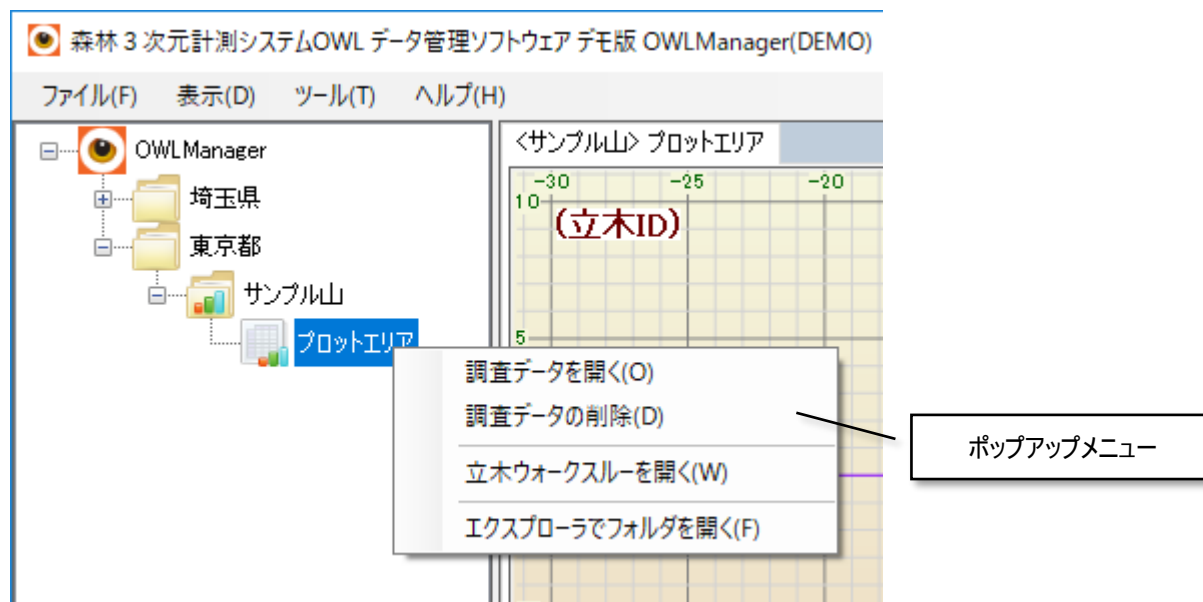 森林３次元計測システムOWL データ管理ソフトウェア デモ版 OWLManager(DEMO)
ファイル(F) 表示(D) ツール(T) ヘルプ(H)
OWLManager
埼玉県
東京都
サンプル山
プロットエリア
<サンプル山> プロットエリア
-30 -25 -20
10
(立木ID)
5
調査データを開く(O)
調査データの削除(D)
立木ウォークスルーを開く(W)
エクスプローラでフォルダを開く(F)
ポップアップメニュー